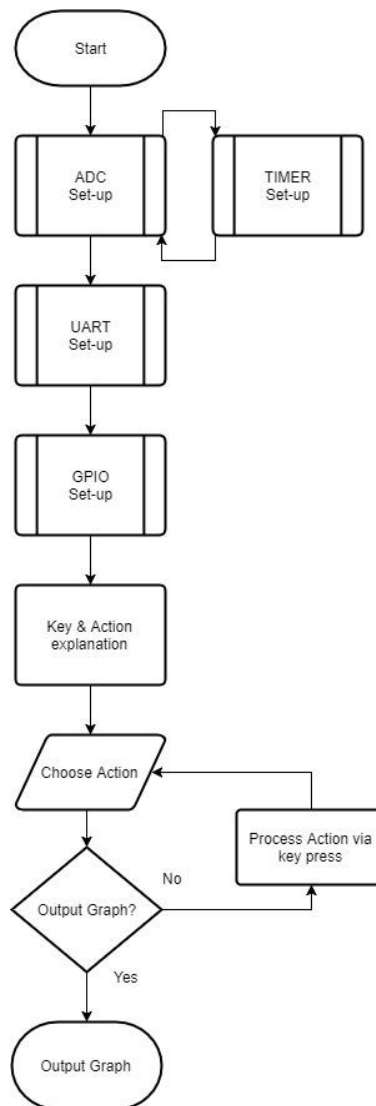 Start
ADC
Set-up
TIMER
Set-up
UART
Set-up
GPIO
Set-up
Key & Action
explanation
Choose Action
Process Action via
key press
No
Output Graph?
Yes
Output Graph